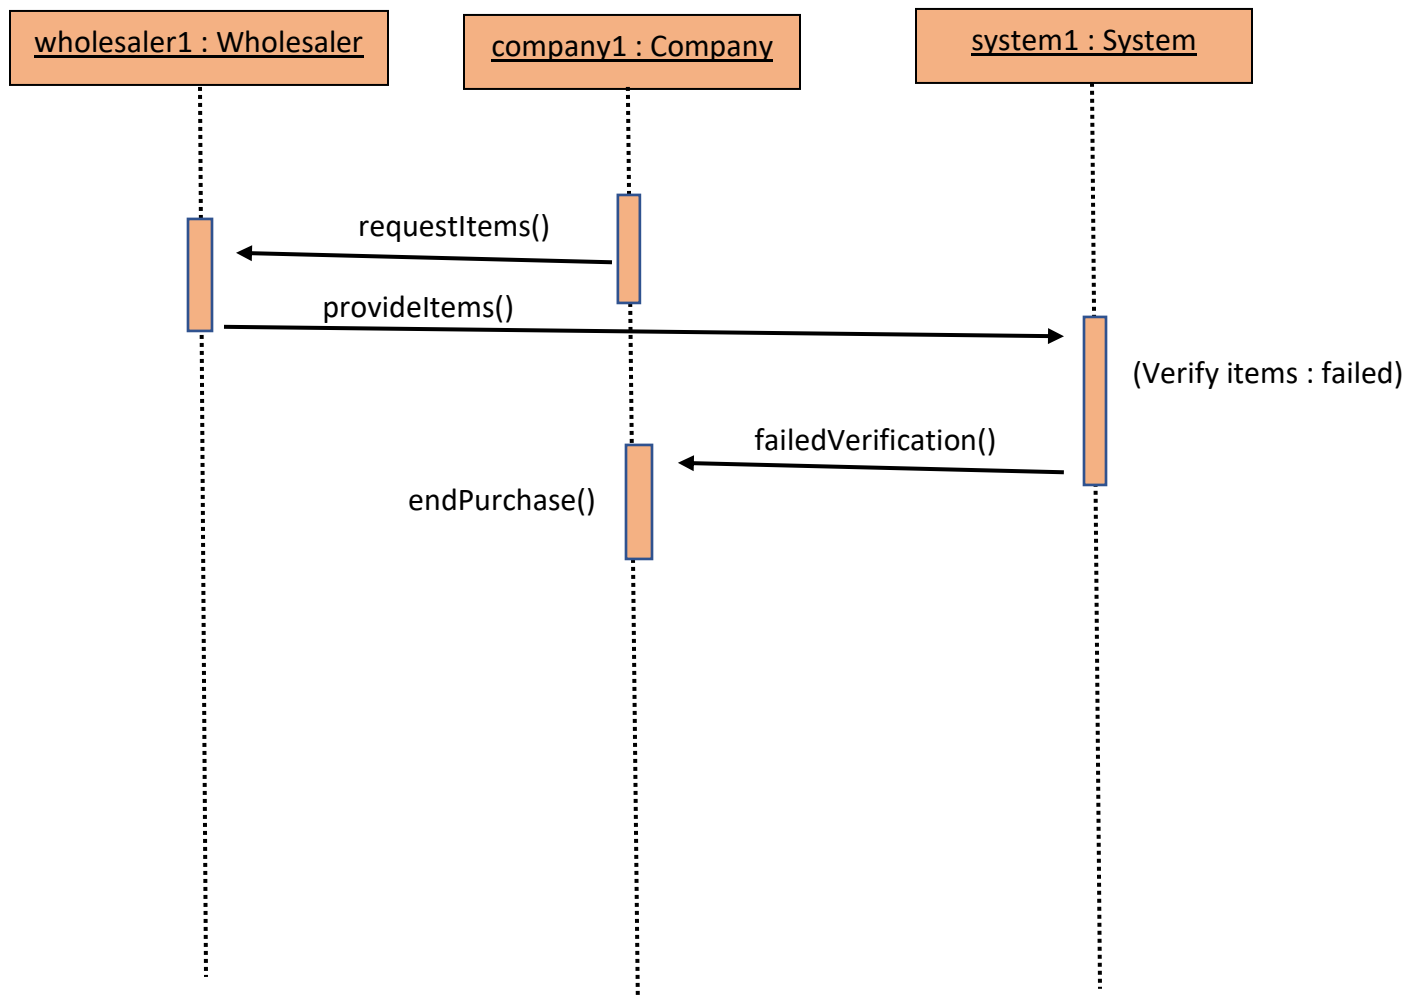 wholesaler1 : Wholesaler
company1 : Company
system1 : System
requestItems()
provideItems()
(Verify items : failed)
failedVerification()
endPurchase()